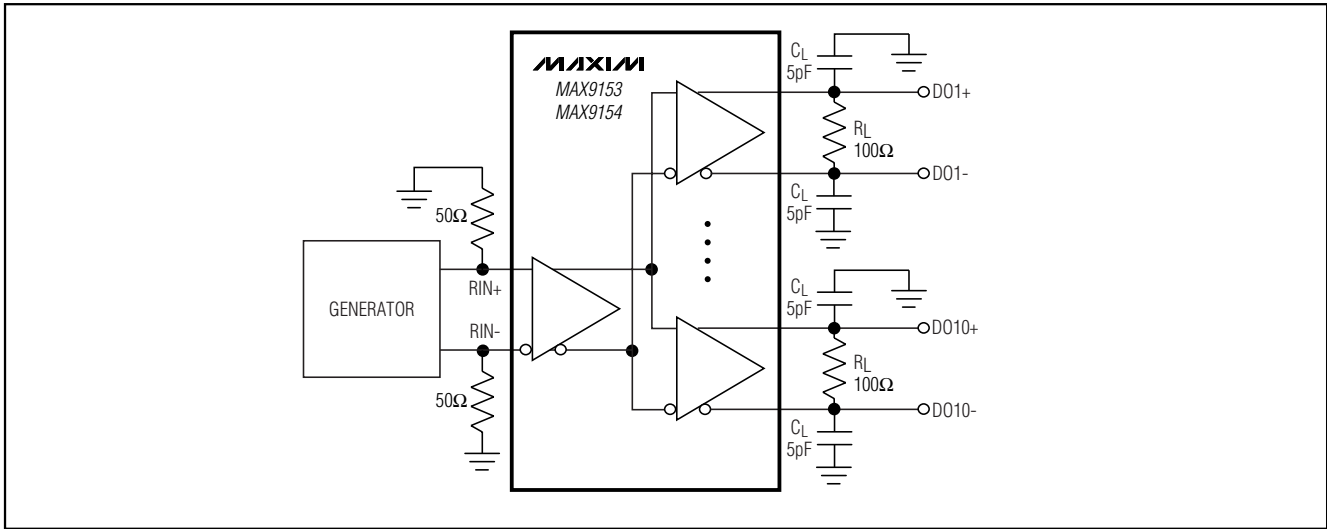 MAXIM
MAX9153
MAX9154
CL
5pF
DO1+
RL
100Ω
DO1-
CL
5pF
50Ω
GENERATOR
RIN+
RIN-
50Ω
CL
5pF
DO10+
RL
100Ω
DO10-
CL
5pF